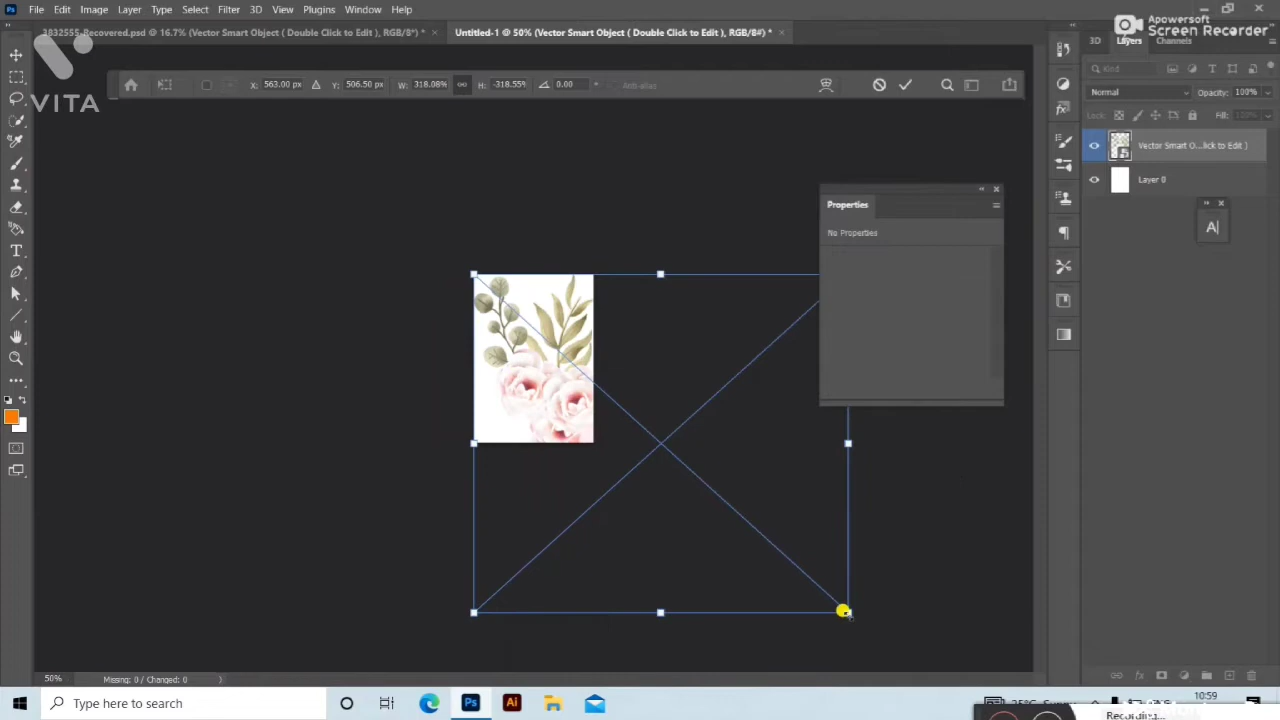 File Edit Image Layer Type Select Filter 3D View Plugins Window Help
Apowersoft
Screen Recorder
3832555-Recovered.psd @ 16.7% (Vector Smart Object ( Double Click to Edit ), RGB/8*) *
Untitled-1 @ 50% (Vector Smart Object ( Double Click to Edit ), RGB/8#) *
3D Layers Channels
VITA
X: 563.00 px Y: 506.50 px W: 318.08% H: -318.55% 0.00 Anti-alias
Kind
Normal Opacity: 100%
Lock: Fill: 100%
Vector Smart O...lick to Edit )
Layer 0
Properties
No Properties
A|
50% Missing: 0 / Changed: 0
Type here to search
Ps Ai
10:59
Recording...